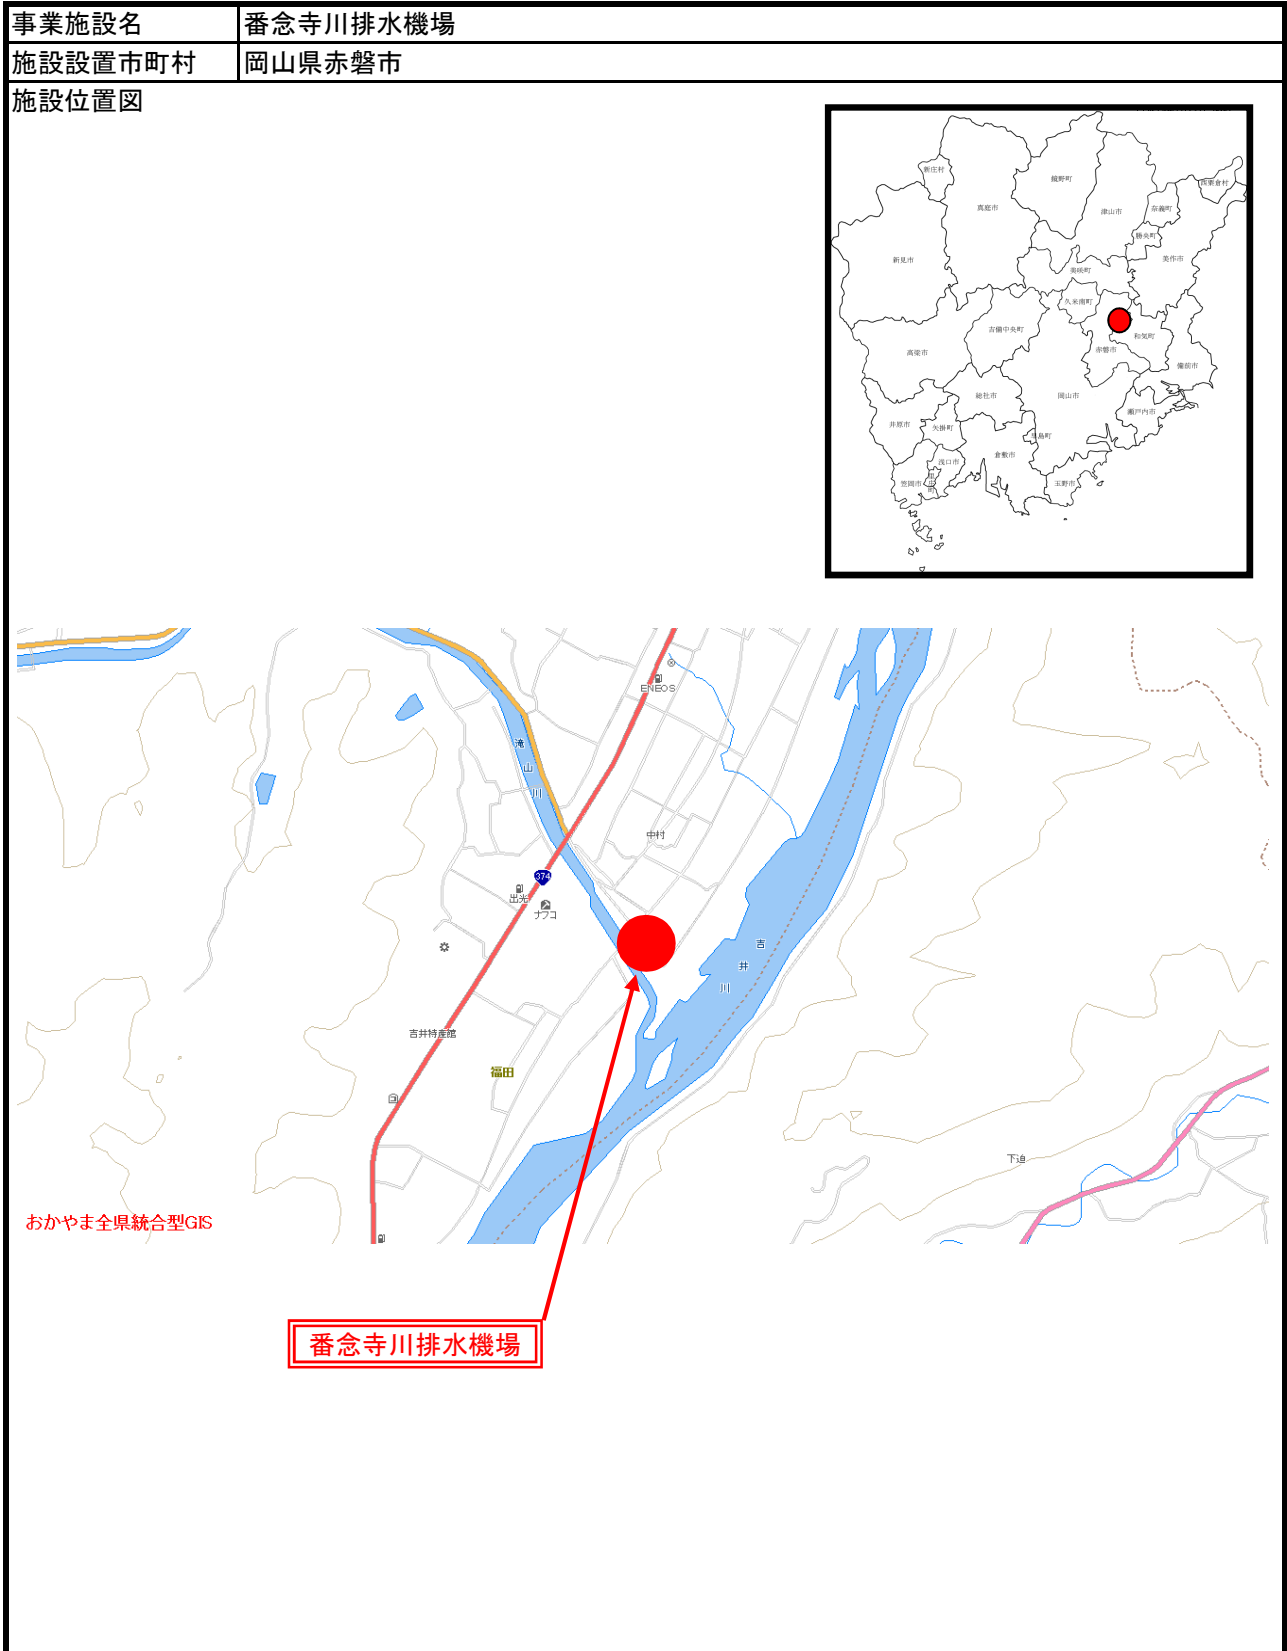 事業施設名 番念寺川排水機場
施設設置市町村 岡山県赤磐市
施設位置図
新庄村
鏡野町
西粟倉村
真庭市
津山市
奈義町
勝央町
新見市
美咲町
美作市
久米南町
吉備中央町
和気町
高梁市
赤磐市
備前市
総社市
岡山市
瀬戸内市
井原市
矢掛町
早島町
浅口市
倉敷市
笠岡市
里庄町
玉野市
ENEOS
滝山川
中村
374
出光
ナフコ
吉井川
吉井特産館
福田
下迫
おかやま全県統合型GIS
番念寺川排水機場